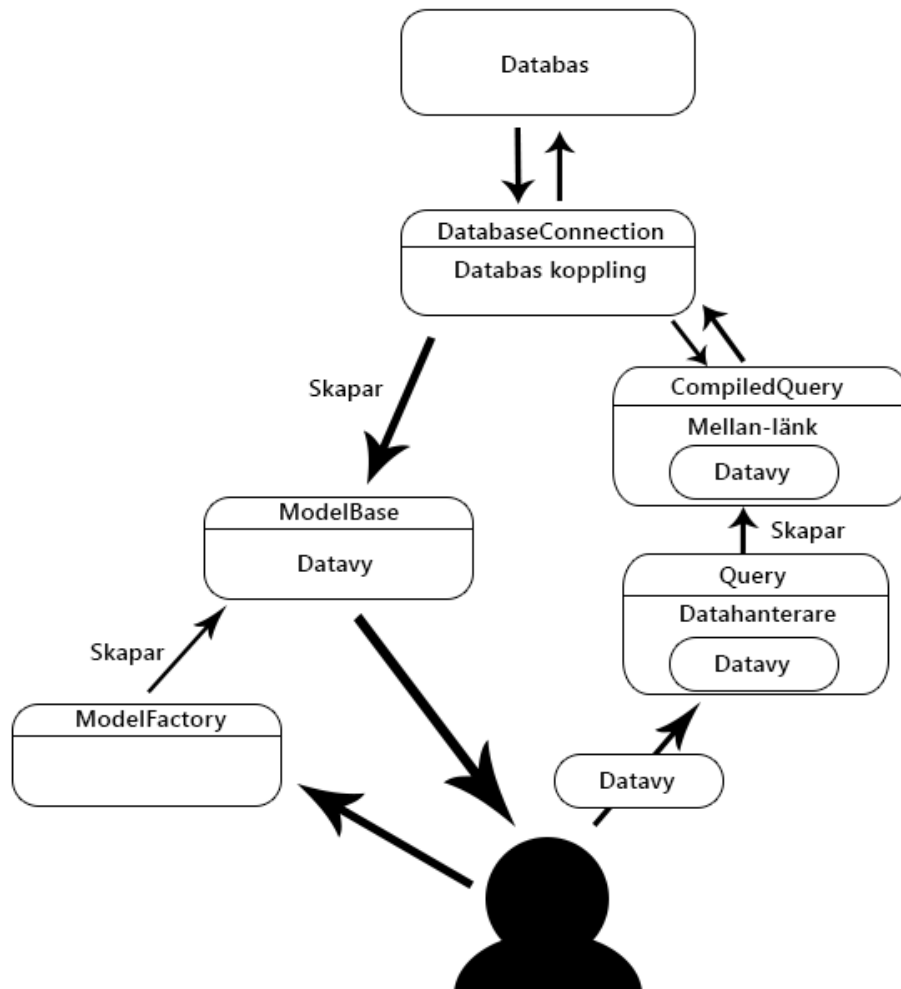 Databas
DatabaseConnection
Databas koppling
Skapar
CompiledQuery
Mellan-länk
Datavy
ModelBase
Datavy
Skapar
Query
Datahanterare
Datavy
Skapar
ModelFactory
Datavy